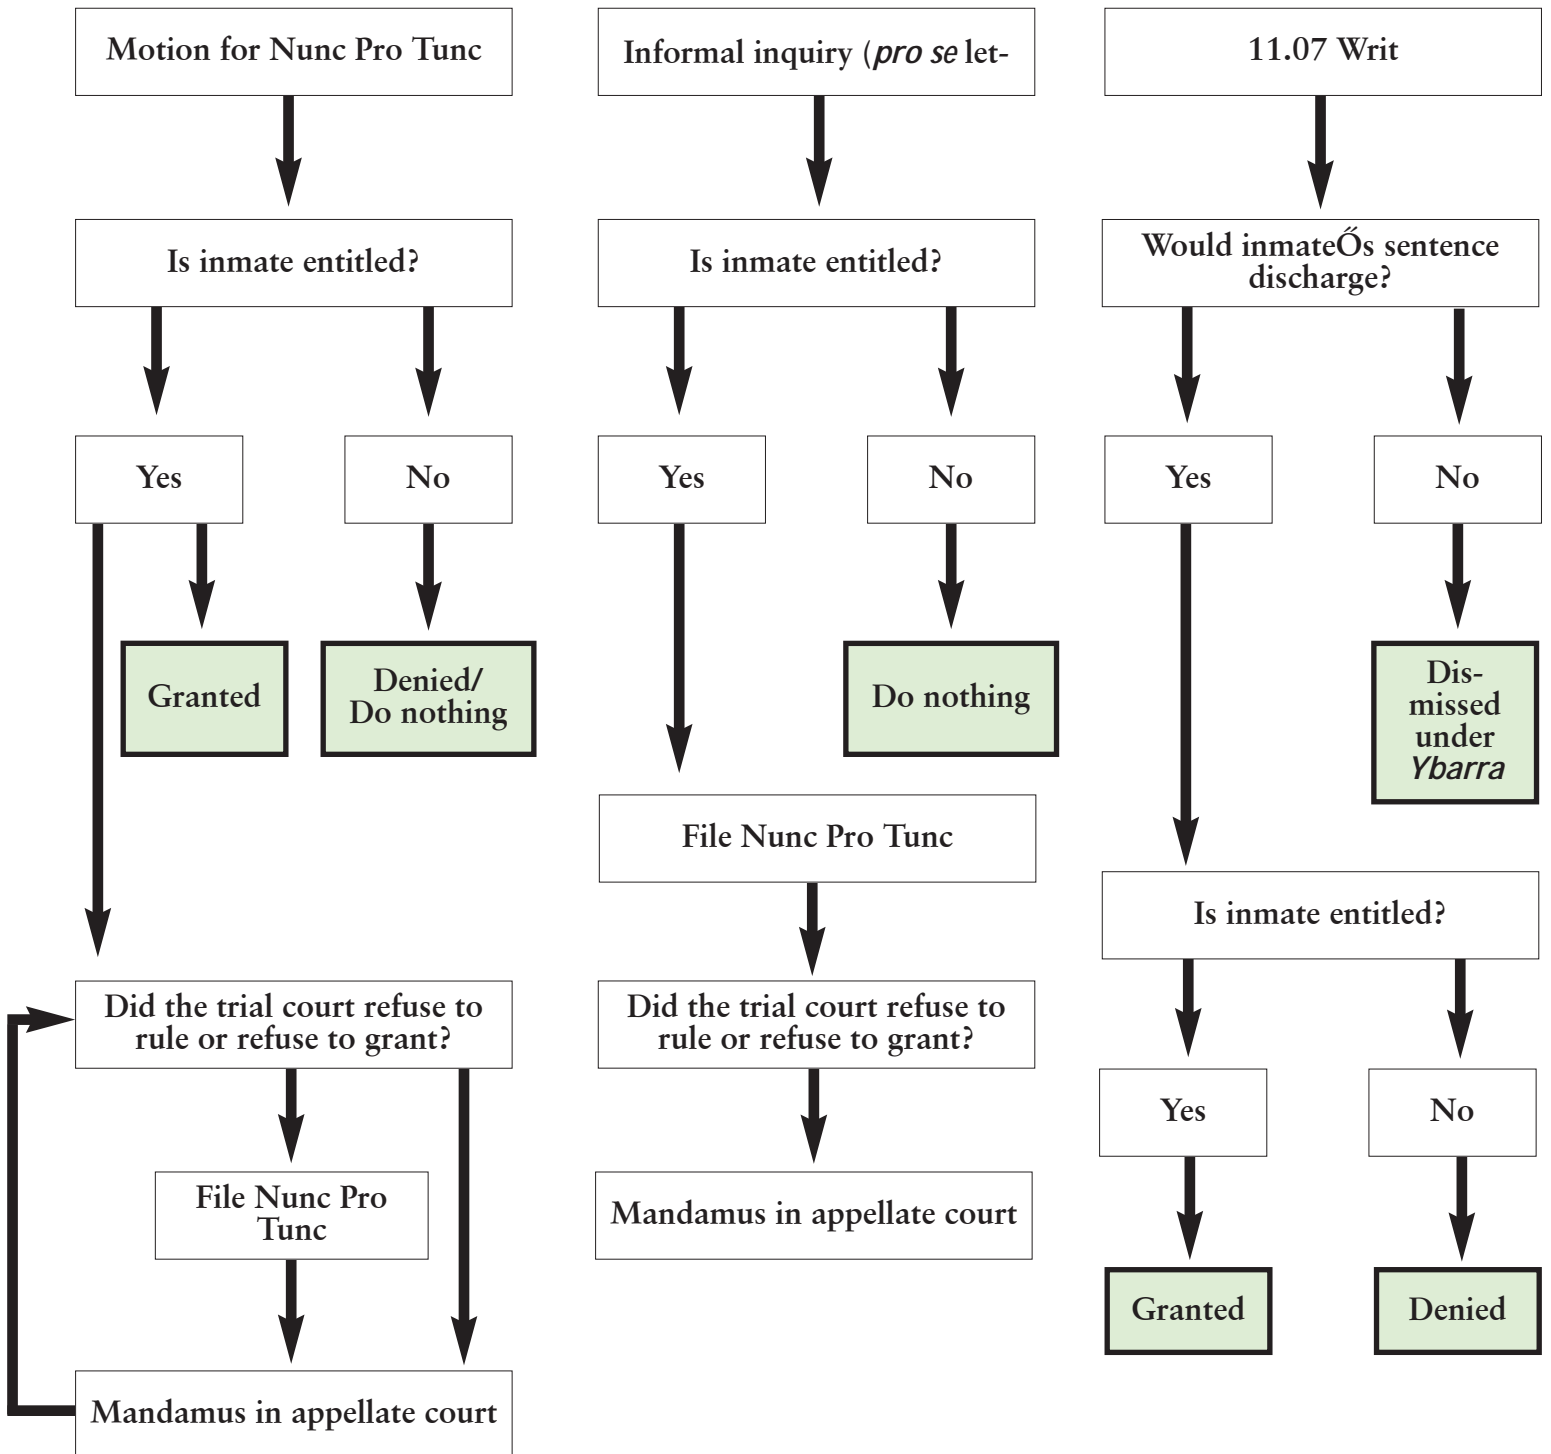 Motion for Nunc Pro Tunc
Is inmate entitled?
Yes
No
Granted
Denied/
Do nothing
Did the trial court refuse to
rule or refuse to grant?
File Nunc Pro
Tunc
Mandamus in appellate court
Informal inquiry (pro se let-
Is inmate entitled?
Yes
No
Do nothing
File Nunc Pro Tunc
Did the trial court refuse to
rule or refuse to grant?
Mandamus in appellate court
11.07 Writ
Would inmateŐs sentence
discharge?
Yes
No
Dis-
missed
under
Ybarra
Is inmate entitled?
Yes
No
Granted
Denied